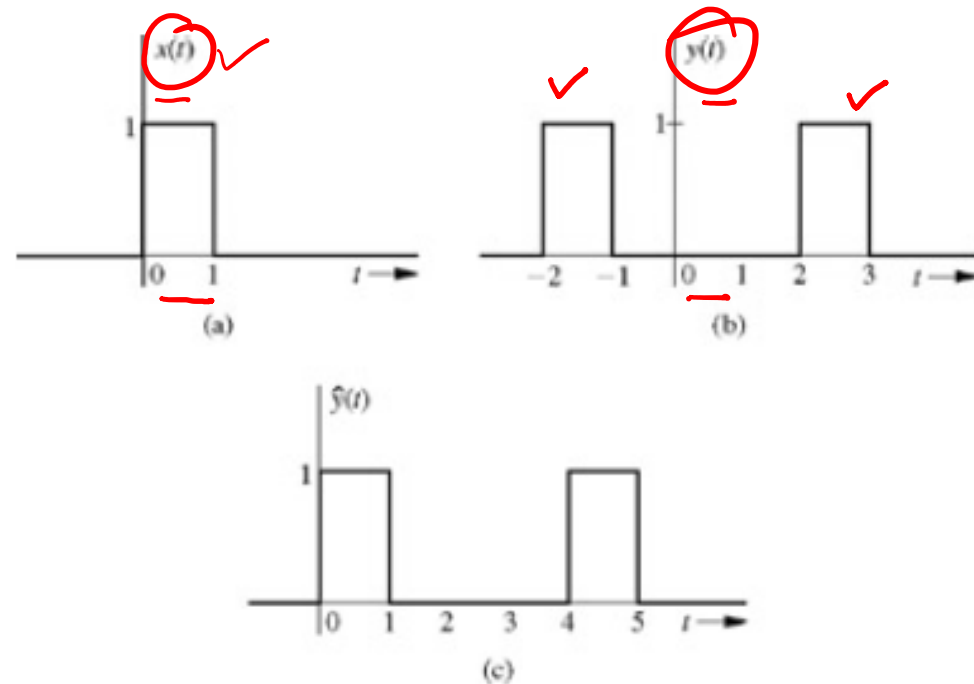 x(t)
1
0 1 t
(a)
y(t)
1
−2 −1 0 1 2 3 t
(b)
ŷ(t)
1
0 1 2 3 4 5 t
(c)